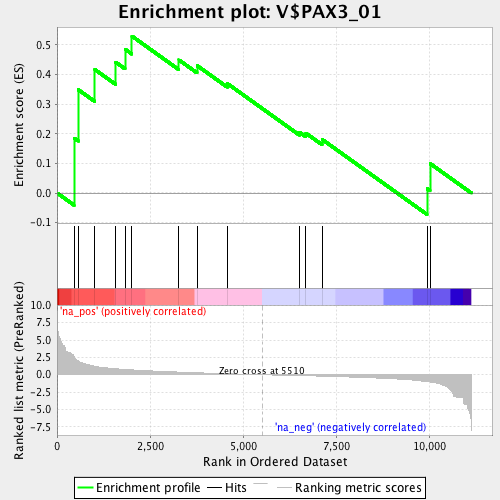 Enrichment plot: V$PAX3_01
Enrichment score (ES)
0.5
0.4
0.3
0.2
0.1
0.0
-0.1
'na_pos' (positively correlated)
Ranked list metric (PreRanked)
10.0
7.5
5.0
2.5
0.0
-2.5
-5.0
-7.5
Zero cross at 5510
'na_neg' (negatively correlated)
0 2,500 5,000 7,500 10,000
Rank in Ordered Dataset
Enrichment profile Hits Ranking metric scores